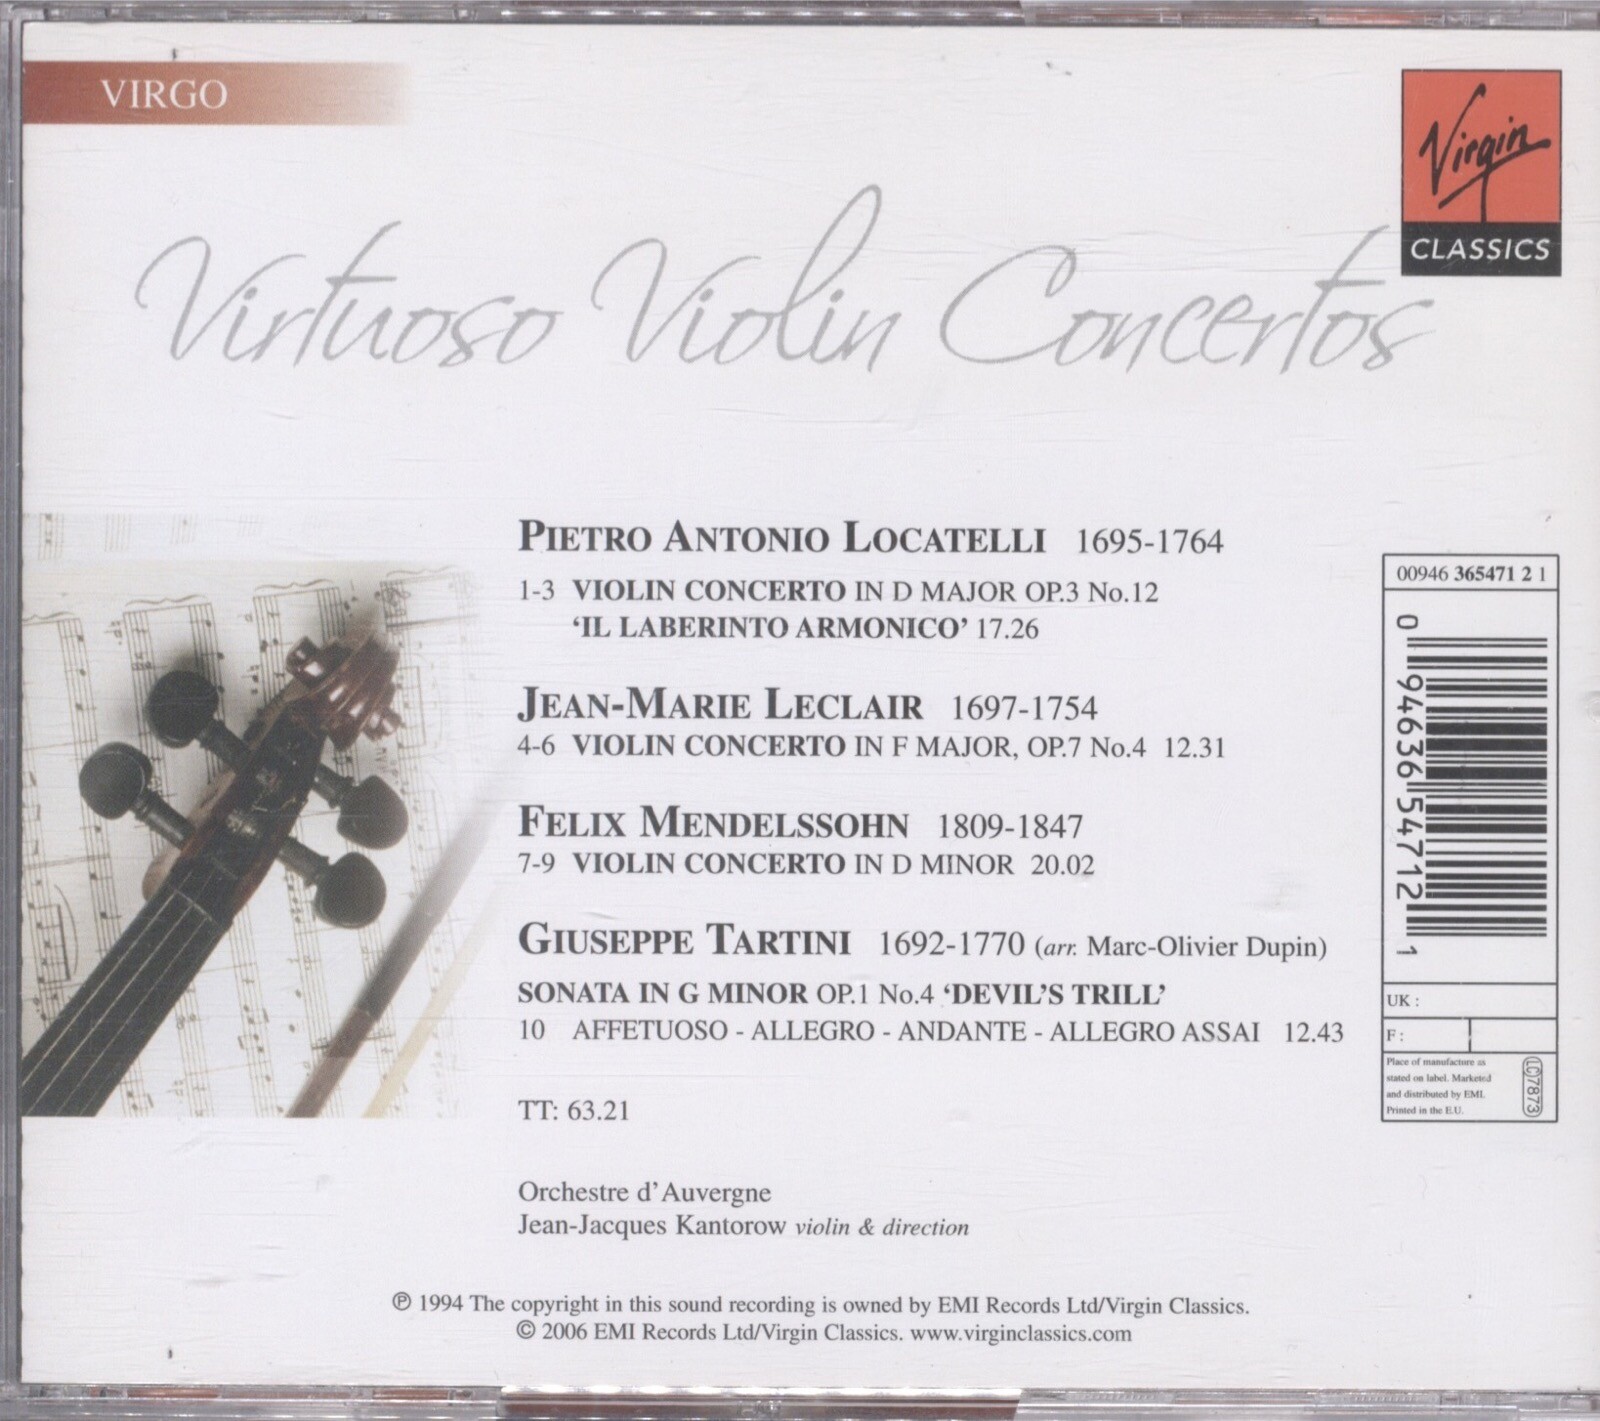 VIRGO
Virgin
CLASSICS
Virtuoso Violin Concertos
PIETRO ANTONIO LOCATELLI 1695-1764
1-3 VIOLIN CONCERTO IN D MAJOR OP.3 No.12
‘IL LABERINTO ARMONICO’ 17.26
JEAN-MARIE LECLAIR 1697-1754
4-6 VIOLIN CONCERTO IN F MAJOR, OP.7 No.4 12.31
FELIX MENDELSSOHN 1809-1847
7-9 VIOLIN CONCERTO IN D MINOR 20.02
GIUSEPPE TARTINI 1692-1770 (arr. Marc-Olivier Dupin)
SONATA IN G MINOR OP.1 No.4 ‘DEVIL’S TRILL’
10 AFFETUOSO - ALLEGRO - ANDANTE - ALLEGRO ASSAI 12.43
TT: 63.21
Orchestre d’Auvergne
Jean-Jacques Kantorow violin & direction
℗ 1994 The copyright in this sound recording is owned by EMI Records Ltd/Virgin Classics.
© 2006 EMI Records Ltd/Virgin Classics. www.virginclassics.com
00946 365471 2 1
0 94636 54712 1
UK :
F :
Place of manufacture as
stated on label. Marketed
and distributed by EMI.
Printed in the E.U.
LC 7873